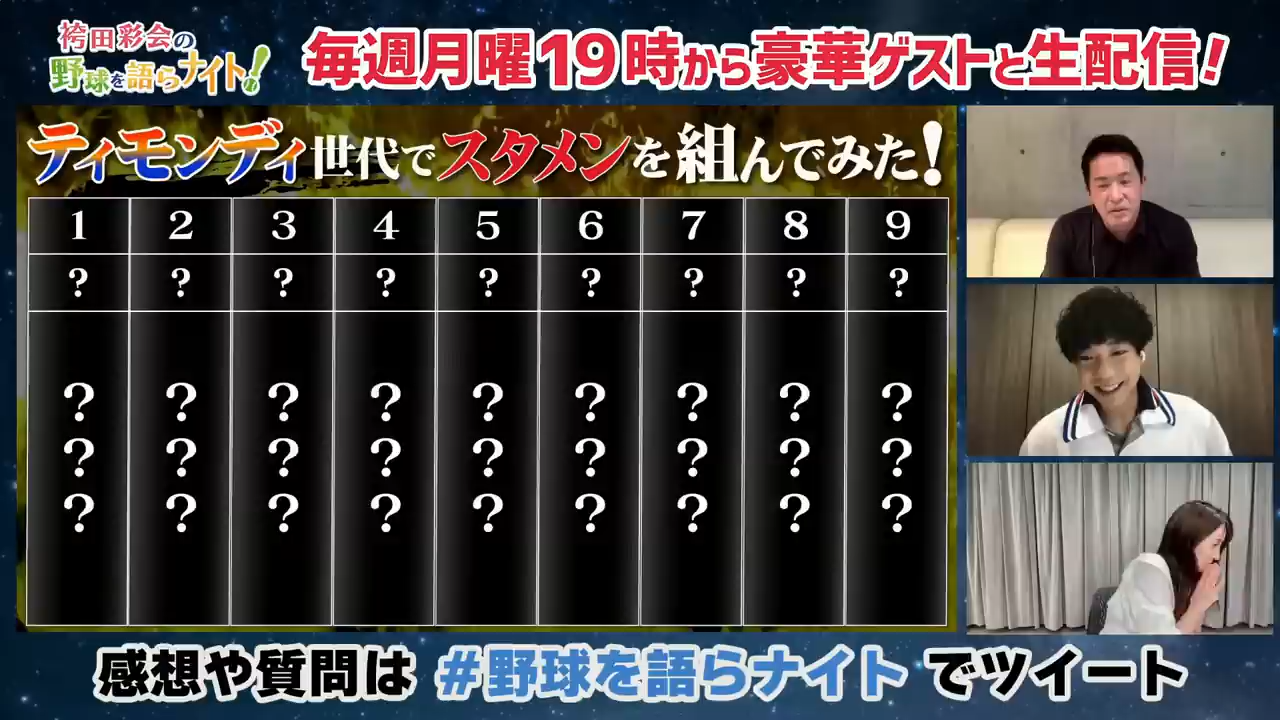 袴田彩会の
野球を語らナイト!
毎週月曜19時から豪華ゲストと生配信!
ティモンディ世代でスタメンを組んでみた!
1 2 3 4 5 6 7 8 9
? ? ? ? ? ? ? ? ?
? ? ? ? ? ? ? ? ?
? ? ? ? ? ? ? ? ?
? ? ? ? ? ? ? ? ?
感想や質問は #野球を語らナイト でツイート